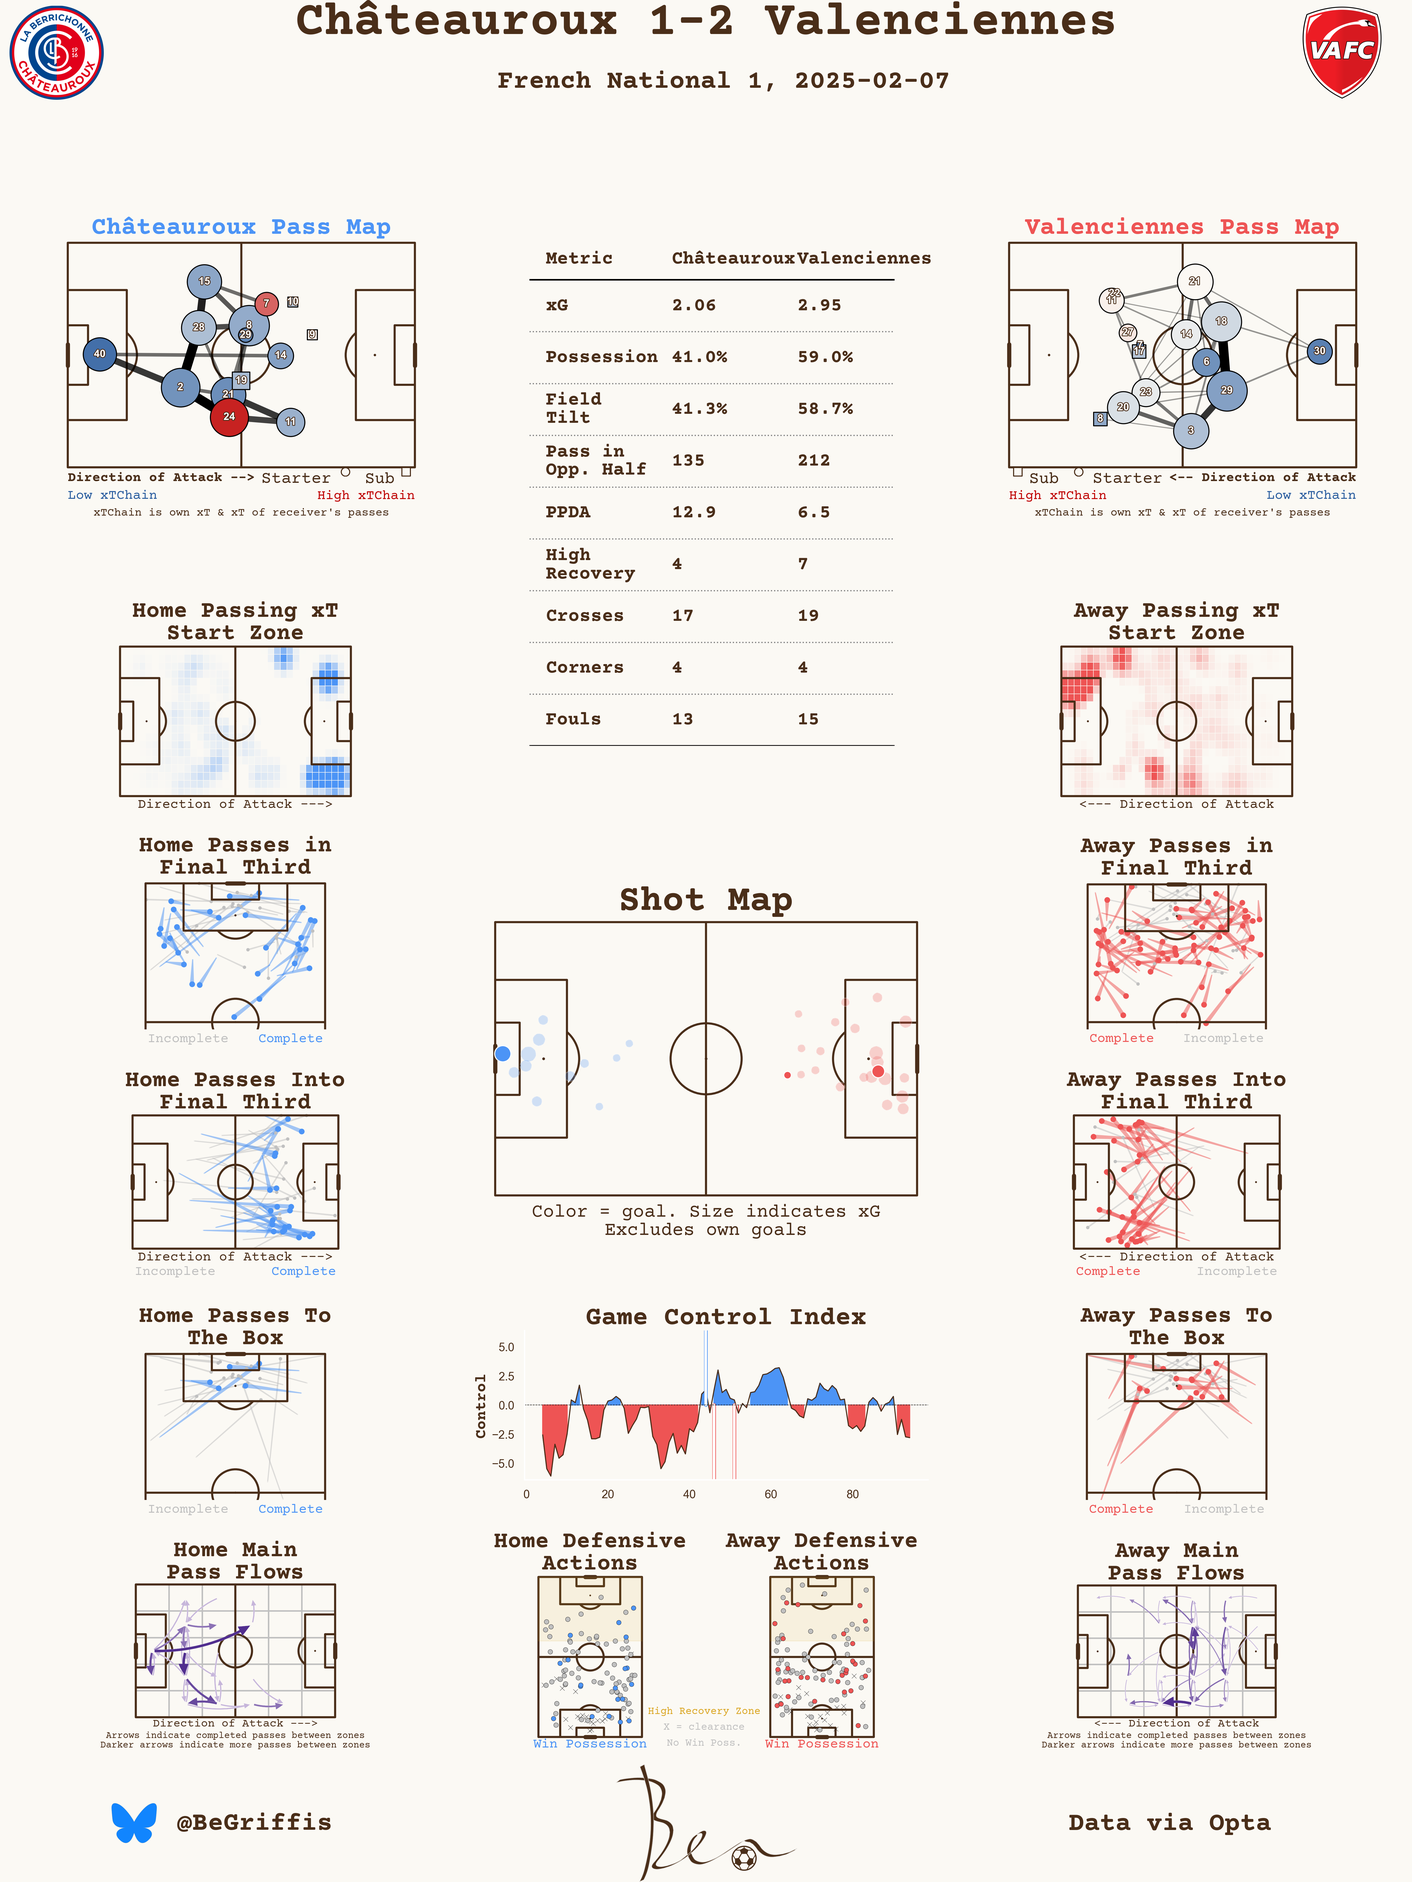 Châteauroux 1-2 Valenciennes
French National 1, 2025-02-07
LA BERRICHONNE
CHÂTEAUROUX
VAFC
Châteauroux Pass Map
15
7
10
28
8
29
9
40
14
2
19
21
24
11
Direction of Attack --> Starter Sub
Low xTChain High xTChain
xTChain is own xT & xT of receiver's passes
Metric Châteauroux Valenciennes
xG 2.06 2.95
Possession 41.0% 59.0%
Field
Tilt 41.3% 58.7%
Pass in
Opp. Half 135 212
PPDA 12.9 6.5
High
Recovery 4 7
Crosses 17 19
Corners 4 4
Fouls 13 15
Valenciennes Pass Map
21
22
11
18
27
14
7
17
30
6
23
29
20
8
3
Sub Starter <-- Direction of Attack
High xTChain Low xTChain
xTChain is own xT & xT of receiver's passes
Home Passing xT
Start Zone
Direction of Attack --->
Away Passing xT
Start Zone
<--- Direction of Attack
Home Passes in
Final Third
Incomplete Complete
Away Passes in
Final Third
Complete Incomplete
Shot Map
Color = goal. Size indicates xG
Excludes own goals
Home Passes Into
Final Third
Direction of Attack --->
Incomplete Complete
Away Passes Into
Final Third
<--- Direction of Attack
Complete Incomplete
Home Passes To
The Box
Incomplete Complete
Game Control Index
Control
5.0
2.5
0.0
−2.5
−5.0
0 20 40 60 80
Away Passes To
The Box
Complete Incomplete
Home Main
Pass Flows
Direction of Attack --->
Arrows indicate completed passes between zones
Darker arrows indicate more passes between zones
Home Defensive
Actions
Win Possession
High Recovery Zone
X = clearance
No Win Poss.
Away Defensive
Actions
Win Possession
Away Main
Pass Flows
<--- Direction of Attack
Arrows indicate completed passes between zones
Darker arrows indicate more passes between zones
@BeGriffis
Ben
Data via Opta